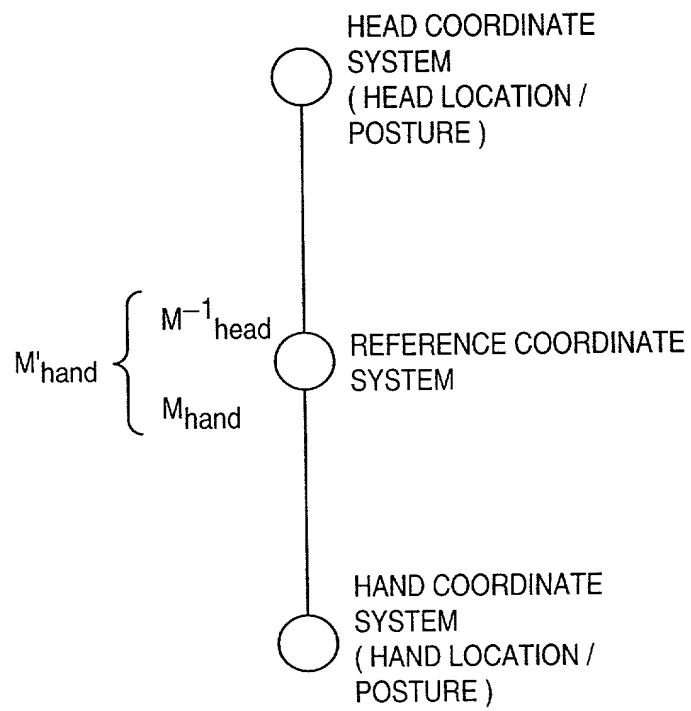 HEAD COORDINATE
SYSTEM
( HEAD LOCATION /
POSTURE )
M⁻¹head
M'hand
Mhand
REFERENCE COORDINATE
SYSTEM
HAND COORDINATE
SYSTEM
( HAND LOCATION /
POSTURE )